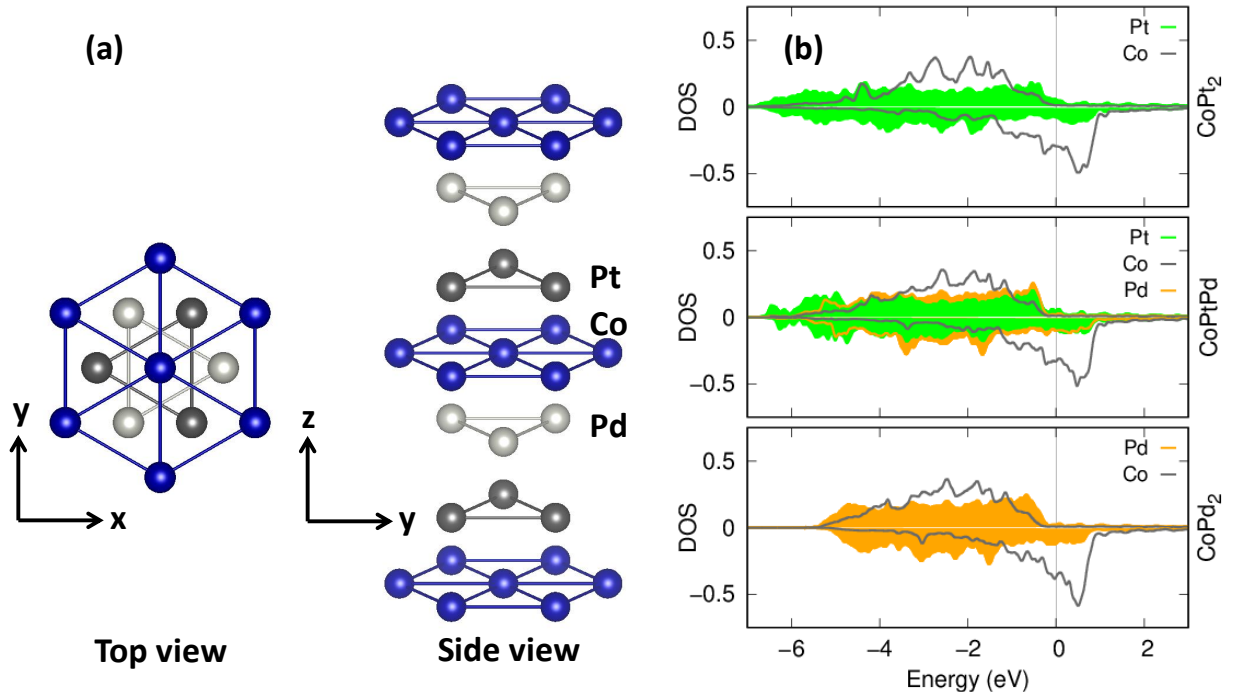 (a)
Pt
Co
Pd
y
x
z
y
Top view
Side view
(b)
Pt
Co
0.5
0
−0.5
DOS
CoPt2
Pt
Co
Pd
0.5
0
−0.5
DOS
CoPtPd
Pd
Co
0.5
0
−0.5
DOS
CoPd2
−6
−4
−2
0
2
Energy (eV)